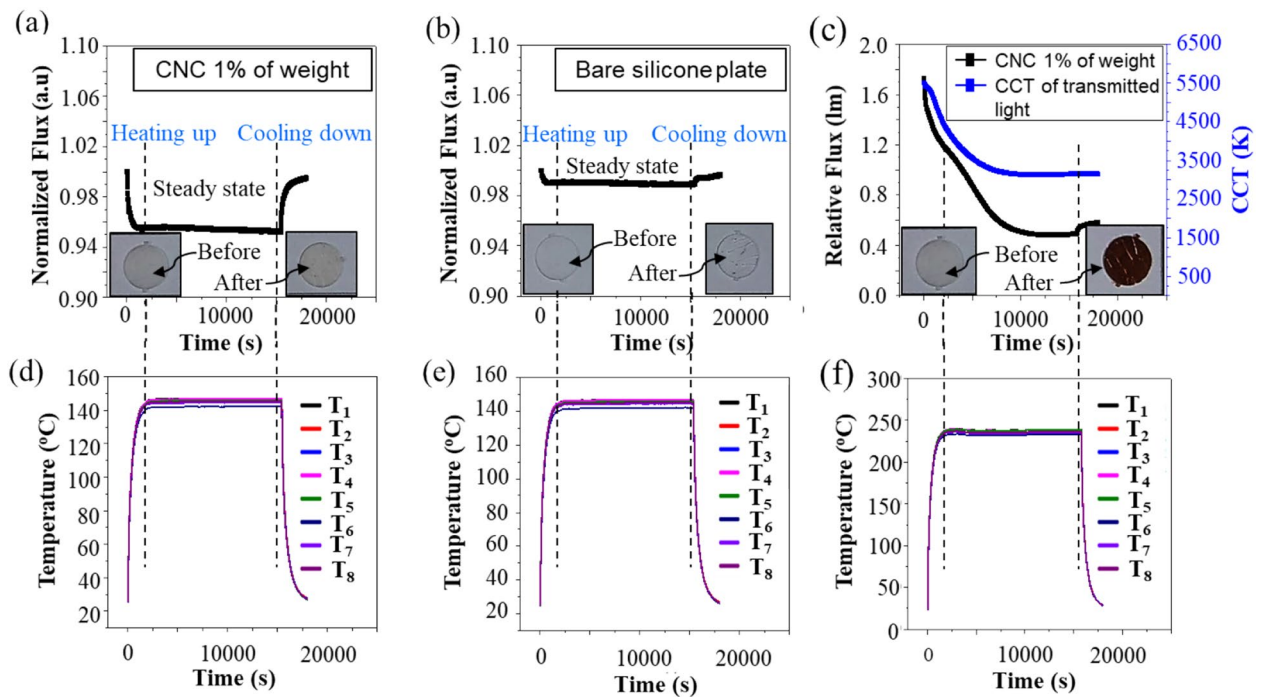 (a)
1.10
1.06
1.02
0.98
0.94
0.90
Normalized Flux (a.u)
CNC 1% of weight
Heating up
Cooling down
Steady state
Before
After
0
10000
20000
Time (s)
(b)
1.10
1.06
1.02
0.98
0.94
0.90
Normalized Flux (a.u)
Bare silicone plate
Heating up
Cooling down
Steady state
Before
After
0
10000
20000
Time (s)
(c)
2.0
1.6
1.2
0.8
0.4
0.0
Relative Flux (lm)
CNC 1% of weight
CCT of transmitted
light
6500
5500
4500
3500
2500
1500
500
CCT (K)
Before
After
0
10000
20000
Time (s)
(d)
160
140
120
100
80
60
40
20
Temperature (ºC)
T1
T2
T3
T4
T5
T6
T7
T8
0
10000
20000
Time (s)
(e)
160
140
120
100
80
60
40
20
0
Temperature (ºC)
T1
T2
T3
T4
T5
T6
T7
T8
0
10000
20000
Time (s)
(f)
300
250
200
150
100
50
0
Temperature (ºC)
T1
T2
T3
T4
T5
T6
T7
T8
0
10000
20000
Time (s)